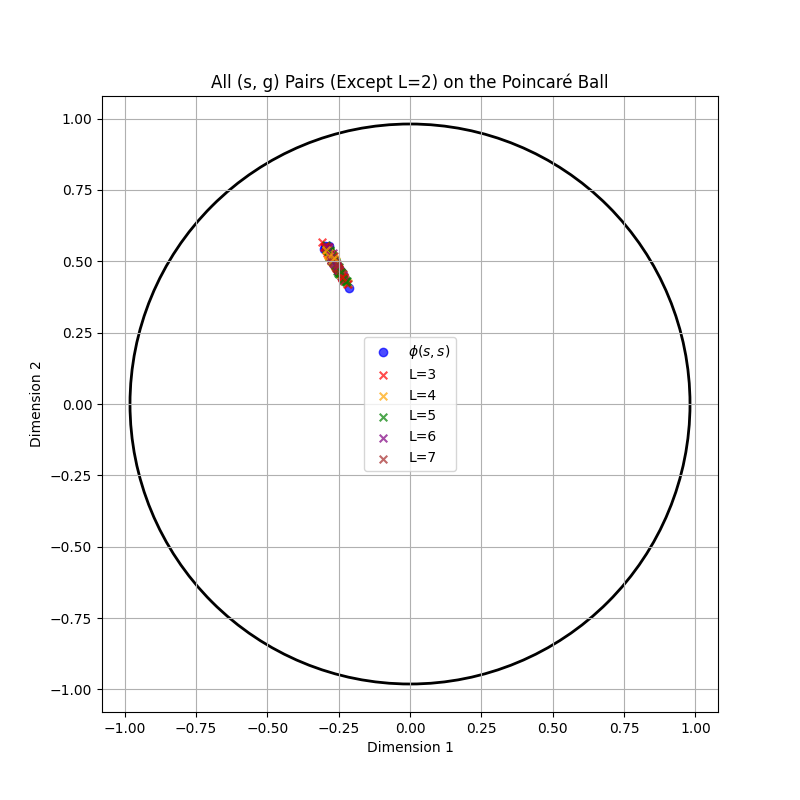 All (s, g) Pairs (Except L=2) on the Poincaré Ball
1.00
0.75
0.50
0.25
0.00
−0.25
−0.50
−0.75
−1.00
Dimension 2
ϕ(s, s)
L=3
L=4
L=5
L=6
L=7
−1.00 −0.75 −0.50 −0.25 0.00 0.25 0.50 0.75 1.00
Dimension 1